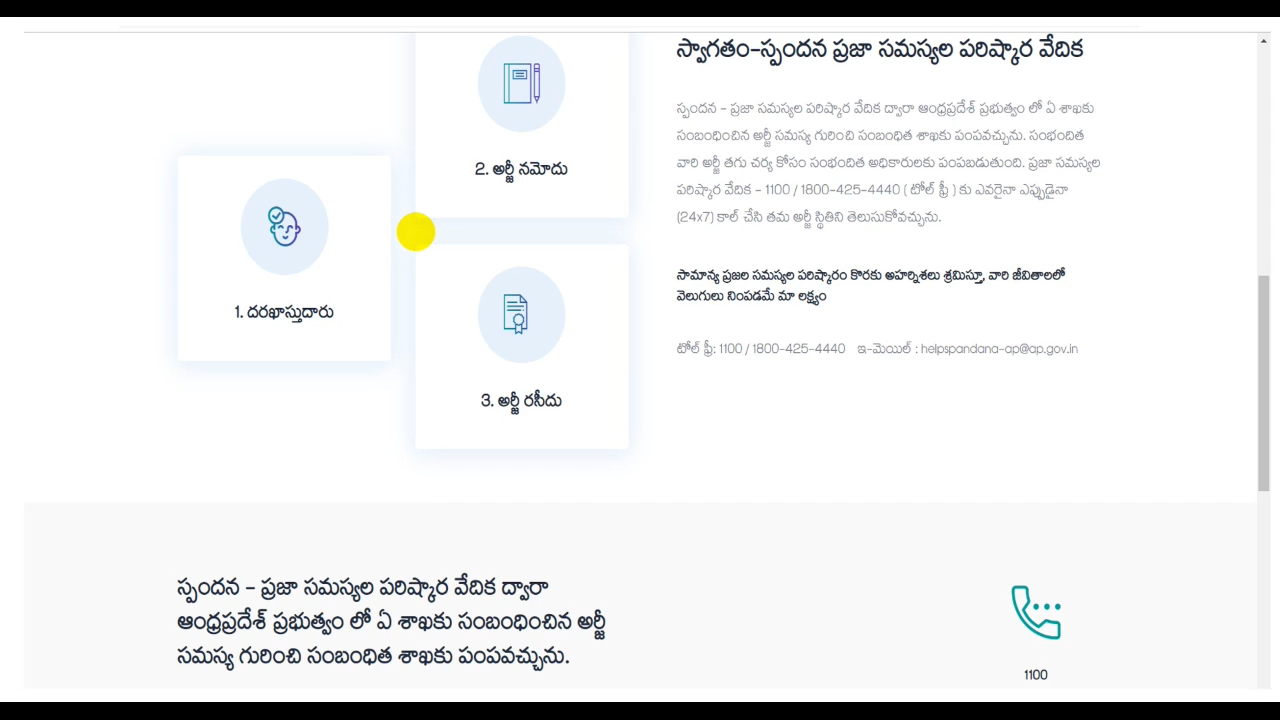 2. అర్జీ నమోదు
1. దరఖాస్తుదారు
3. అర్జీ రసీదు
స్వాగతం-స్పందన ప్రజా సమస్యల పరిష్కార వేదిక
స్పందన - ప్రజా సమస్యల పరిష్కార వేదిక ద్వారా ఆంధ్రప్రదేశ్ ప్రభుత్వం లో ఏ శాఖకు
సంబంధించిన అర్జీ సమస్య గురించి సంబంధిత శాఖకు పంపవచ్చును. సంభందిత
వారి అర్జీ తగు చర్య కోసం సంభందిత అధికారులకు పంపబడుతుంది. ప్రజా సమస్యల
పరిష్కార వేదిక - 1100 / 1800-425-4440 ( టోల్ ఫ్రీ ) కు ఎవరైనా ఎప్పుడైనా
(24x7) కాల్ చేసి తమ అర్జీ స్థితిని తెలుసుకోవచ్చును.
సామాన్య ప్రజల సమస్యల పరిష్కారం కొరకు అహర్నిశలు శ్రమిస్తూ, వారి జీవితాలలో
వెలుగులు నింపడమే మా లక్ష్యం
టోల్ ఫ్రీ: 1100 / 1800-425-4440 ఇ-మెయిల్ : helpspandana-ap@ap.gov.in
స్పందన - ప్రజా సమస్యల పరిష్కార వేదిక ద్వారా
ఆంధ్రప్రదేశ్ ప్రభుత్వం లో ఏ శాఖకు సంబంధించిన అర్జీ
సమస్య గురించి సంబంధిత శాఖకు పంపవచ్చును.
1100